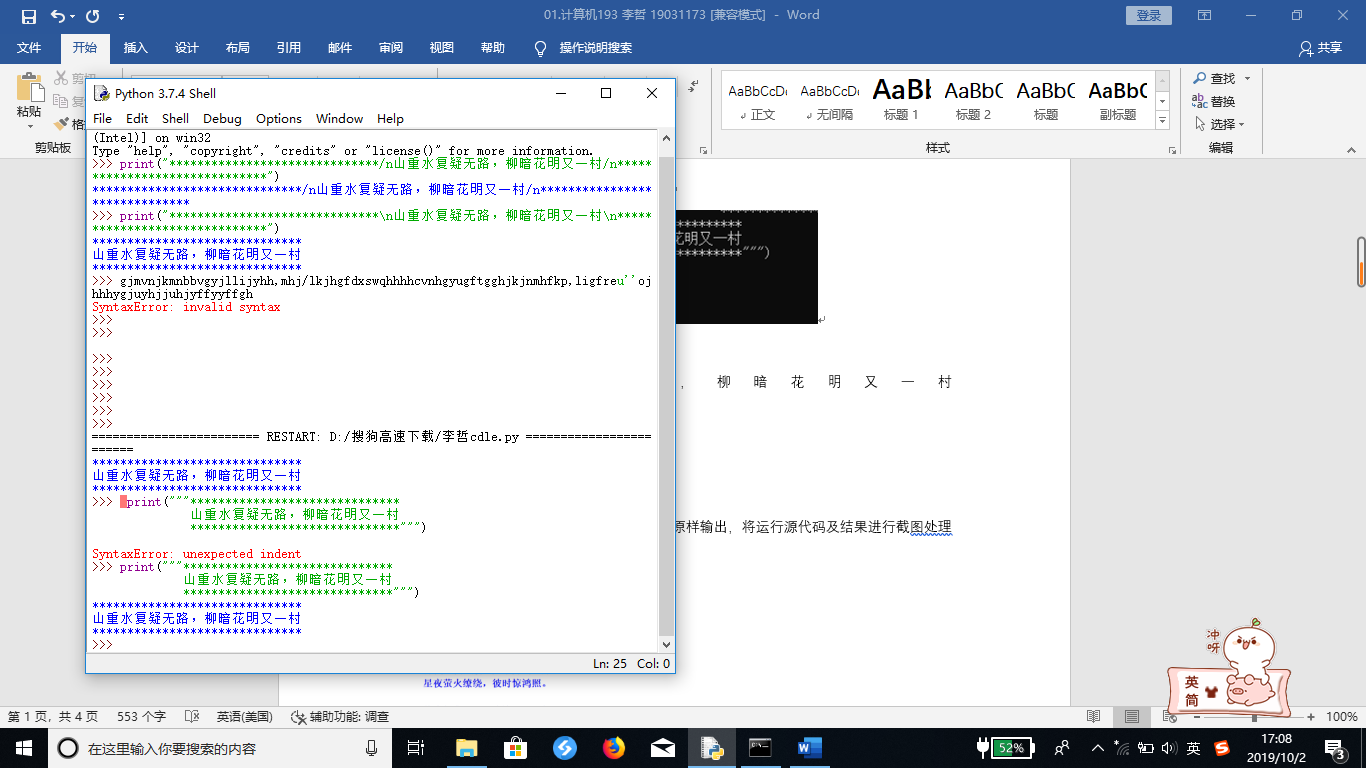 01.计算机193 李哲 19031173 [兼容模式] - Word
登录
文件 开始 插入 设计 布局 引用 邮件 审阅 视图 帮助 操作说明搜索 共享
粘贴
剪贴板
AaBbCcDc AaBbCcDc AaBbC AaBbC AaBbC AaBbC
正文 无间隔 标题 1 标题 2 标题 副标题
样式
查找
替换
选择
编辑
Python 3.7.4 Shell
File Edit Shell Debug Options Window Help
(Intel)] on win32
Type "help", "copyright", "credits" or "license()" for more information.
>>> print("******************************/n山重水复疑无路，柳暗花明又一村/n*****
*************************")
******************************/n山重水复疑无路，柳暗花明又一村/n****************
**************
>>> print("******************************\n山重水复疑无路，柳暗花明又一村\n*****
*************************")
******************************
山重水复疑无路，柳暗花明又一村
******************************
>>> gjmvnjkmnbbvgyjllijyhh,mhj/lkjhgfdxswqhhhhcvnhgyugftgghjkjnmhfkp,ligfreu''oj
hhhygjuyhjjuhjyffyyffgh
SyntaxError: invalid syntax
>>>
>>>
>>>
>>>
>>>
>>>
>>>
>>>
======================== RESTART: D:/搜狗高速下载/李哲cdle.py ==================
======
******************************
山重水复疑无路，柳暗花明又一村
******************************
>>> print("""******************************
山重水复疑无路，柳暗花明又一村
******************************""")
SyntaxError: unexpected indent
>>> print("""******************************
山重水复疑无路，柳暗花明又一村
******************************""")
******************************
山重水复疑无路，柳暗花明又一村
******************************
>>>
Ln: 25 Col: 0
*********
花明又一村
*********""")
，柳暗花明又一村
原样输出，将运行源代码及结果进行截图处理
星夜萤火缭绕，彼时惊鸿照。
冲呀
英
简
第 1 页，共 4 页 553 个字 英语(美国) 辅助功能: 调查 100%
在这里输入你要搜索的内容
52%
英
17:08
2019/10/2
3